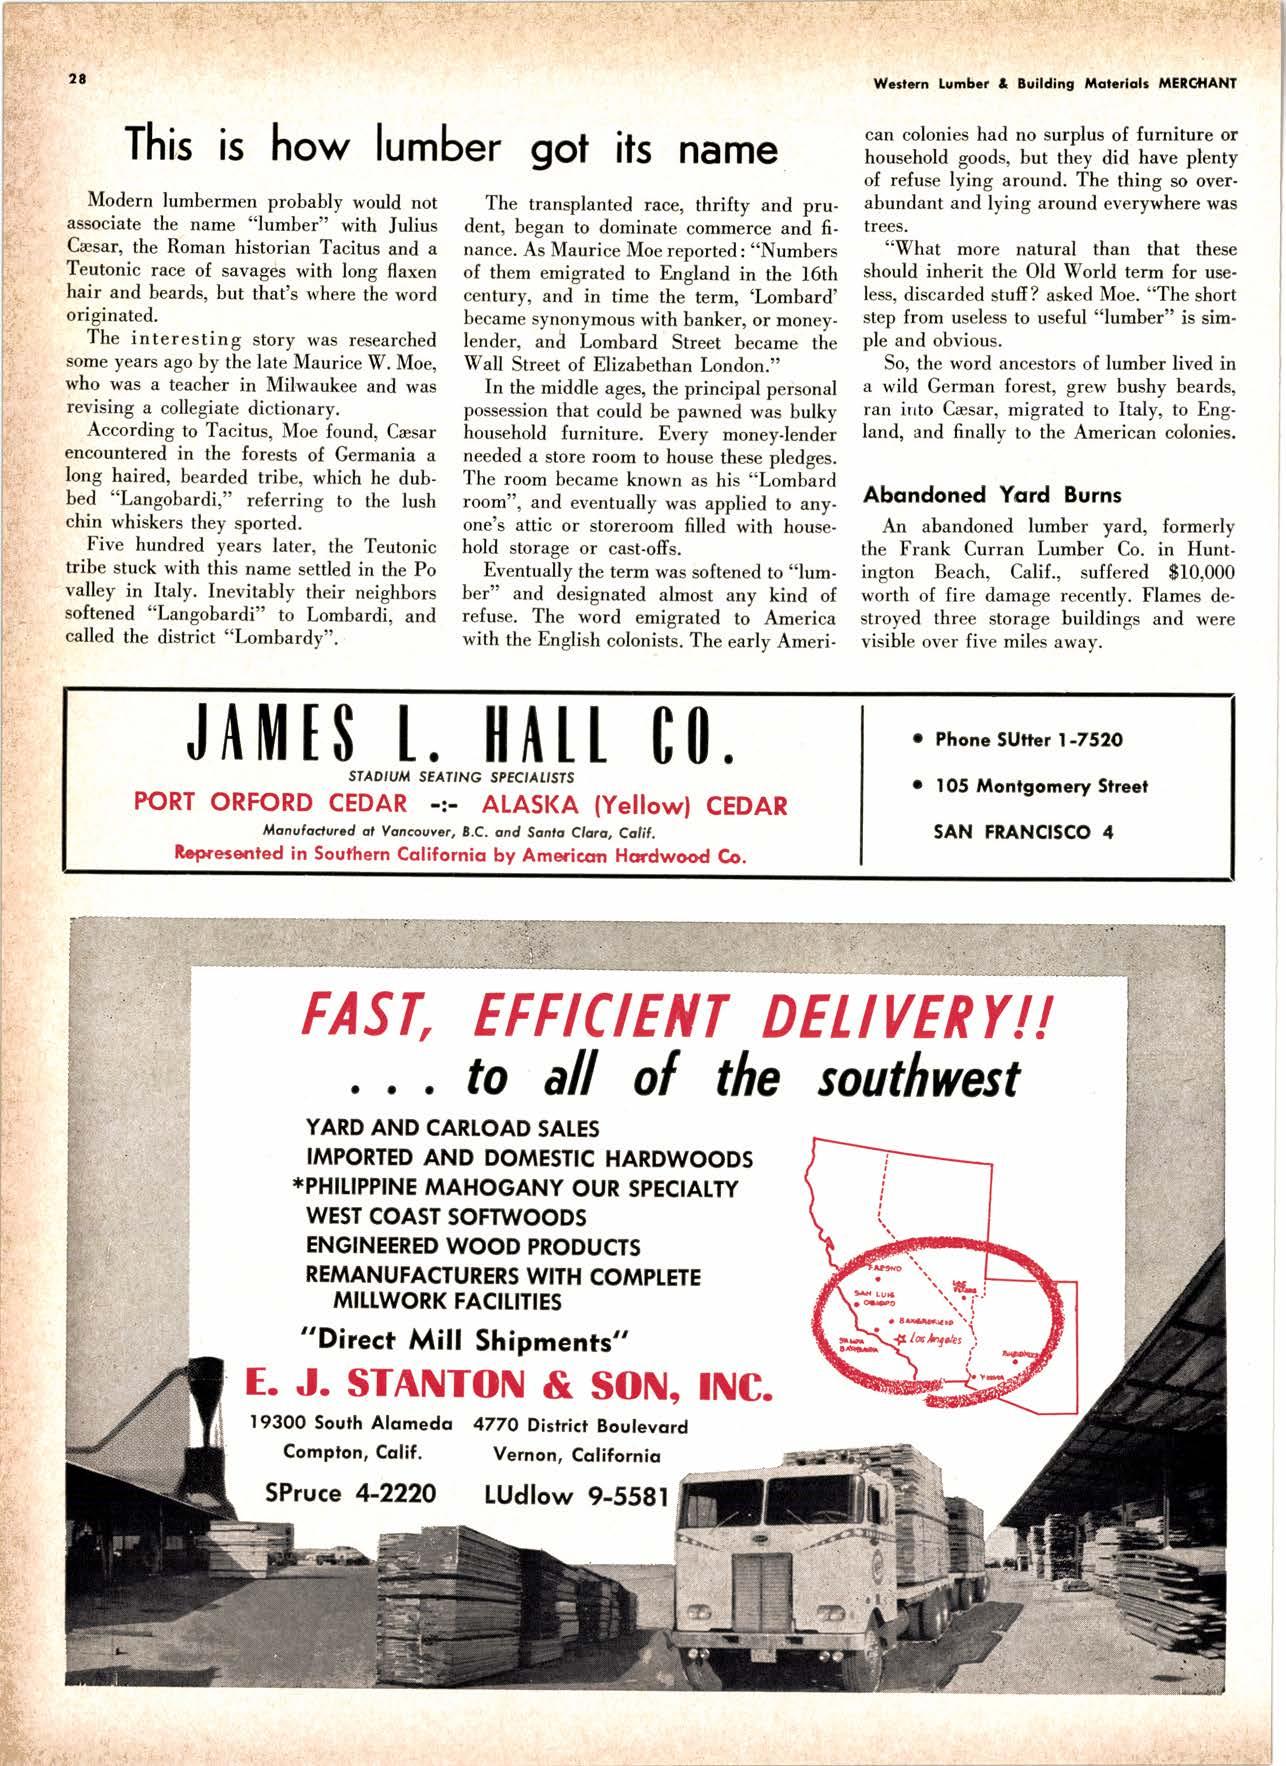 28
Western Lumber & Building Materials MERCHANT
This is how lumber got its name
Modern lumbermen probably would not
associate the name “lumber” with Julius
Cæsar, the Roman historian Tacitus and a
Teutonic race of savages with long flaxen
hair and beards, but that’s where the word
originated.
The interesting story was researched
some years ago by the late Maurice W. Moe,
who was a teacher in Milwaukee and was
revising a collegiate dictionary.
According to Tacitus, Moe found, Cæsar
encountered in the forests of Germania a
long haired, bearded tribe, which he dub-
bed “Langobardi,” referring to the lush
chin whiskers they sported.
Five hundred years later, the Teutonic
tribe stuck with this name settled in the Po
valley in Italy. Inevitably their neighbors
softened “Langobardi” to Lombardi, and
called the district “Lombardy”.
The transplanted race, thrifty and pru-
dent, began to dominate commerce and fi-
nance. As Maurice Moe reported: “Numbers
of them emigrated to England in the 16th
century, and in time the term, ‘Lombard’
became synonymous with banker, or money-
lender, and Lombard Street became the
Wall Street of Elizabethan London.”
In the middle ages, the principal personal
possession that could be pawned was bulky
household furniture. Every money-lender
needed a store room to house these pledges.
The room became known as his “Lombard
room”, and eventually was applied to any-
one’s attic or storeroom filled with house-
hold storage or cast-offs.
Eventually the term was softened to “lum-
ber” and designated almost any kind of
refuse. The word emigrated to America
with the English colonists. The early Ameri-
can colonies had no surplus of furniture or
household goods, but they did have plenty
of refuse lying around. The thing so over-
abundant and lying around everywhere was
trees.
“What more natural than that these
should inherit the Old World term for use-
less, discarded stuff? asked Moe. “The short
step from useless to useful “lumber” is sim-
ple and obvious.
So, the word ancestors of lumber lived in
a wild German forest, grew bushy beards,
ran into Cæsar, migrated to Italy, to Eng-
land, and finally to the American colonies.
Abandoned Yard Burns
An abandoned lumber yard, formerly
the Frank Curran Lumber Co. in Hunt-
ington Beach, Calif., suffered $10,000
worth of fire damage recently. Flames de-
stroyed three storage buildings and were
visible over five miles away.
JAMES L. HALL CO.
STADIUM SEATING SPECIALISTS
PORT ORFORD CEDAR -:- ALASKA (Yellow) CEDAR
Manufactured at Vancouver, B.C. and Santa Clara, Calif.
Represented in Southern California by American Hardwood Co.
• Phone SUtter 1-7520
• 105 Montgomery Street
SAN FRANCISCO 4
FAST, EFFICIENT DELIVERY!!
. . . to all of the southwest
YARD AND CARLOAD SALES
IMPORTED AND DOMESTIC HARDWOODS
*PHILIPPINE MAHOGANY OUR SPECIALTY
WEST COAST SOFTWOODS
ENGINEERED WOOD PRODUCTS
REMANUFACTURERS WITH COMPLETE
MILLWORK FACILITIES
"Direct Mill Shipments"
FRESNO
LAS
VEGAS
SAN LUIS
OBISPO
BAKERSFIELD
SANTA
BARBARA
Los Angeles
YUMA
E. J. STANTON & SON, INC.
19300 South Alameda
Compton, Calif.
SPruce 4-2220
4770 District Boulevard
Vernon, California
LUdlow 9-5581